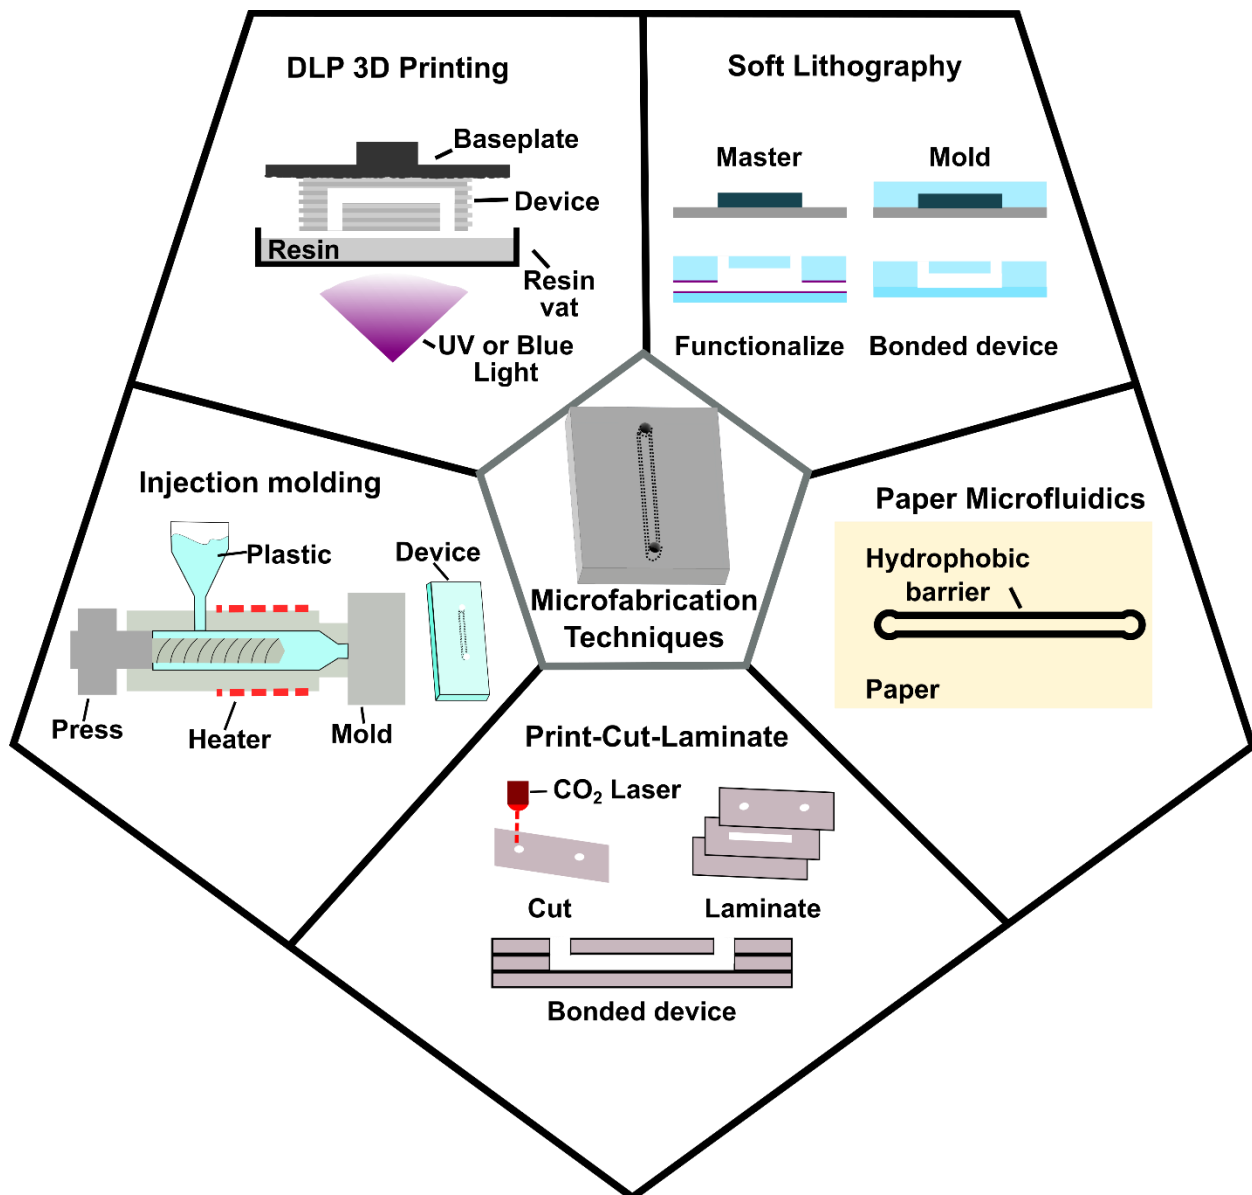 DLP 3D Printing
Baseplate
Device
Resin
Resin
vat
UV or Blue
Light
Soft Lithography
Master
Mold
Functionalize
Bonded device
Injection molding
Plastic
Device
Press
Heater
Mold
Microfabrication
Techniques
Paper Microfluidics
Hydrophobic
barrier
Paper
Print-Cut-Laminate
CO₂ Laser
Cut
Laminate
Bonded device